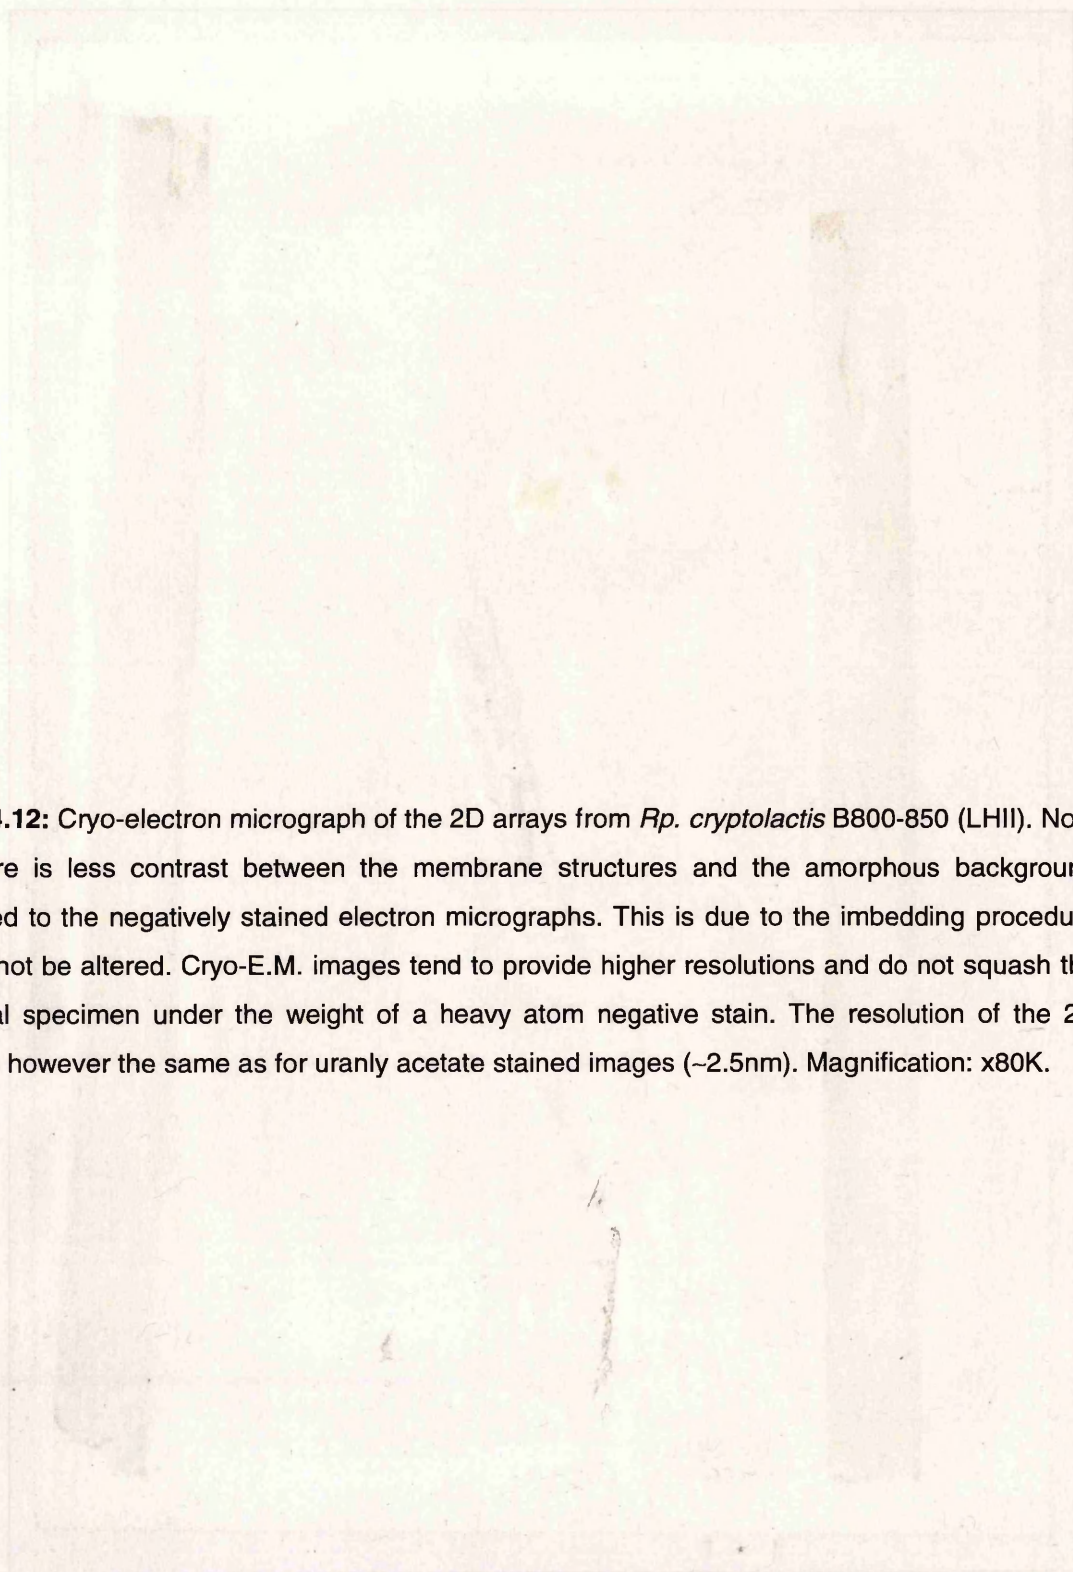 .12: Cryo-electron micrograph of the 2D arrays from Rp. cryptolactis B800-850 (LHII). No
re is less contrast between the membrane structures and the amorphous backgroun
ed to the negatively stained electron micrographs. This is due to the imbedding procedu
not be altered. Cryo-E.M. images tend to provide higher resolutions and do not squash th
al specimen under the weight of a heavy atom negative stain. The resolution of the 2
however the same as for uranly acetate stained images (~2.5nm). Magnification: x80K.